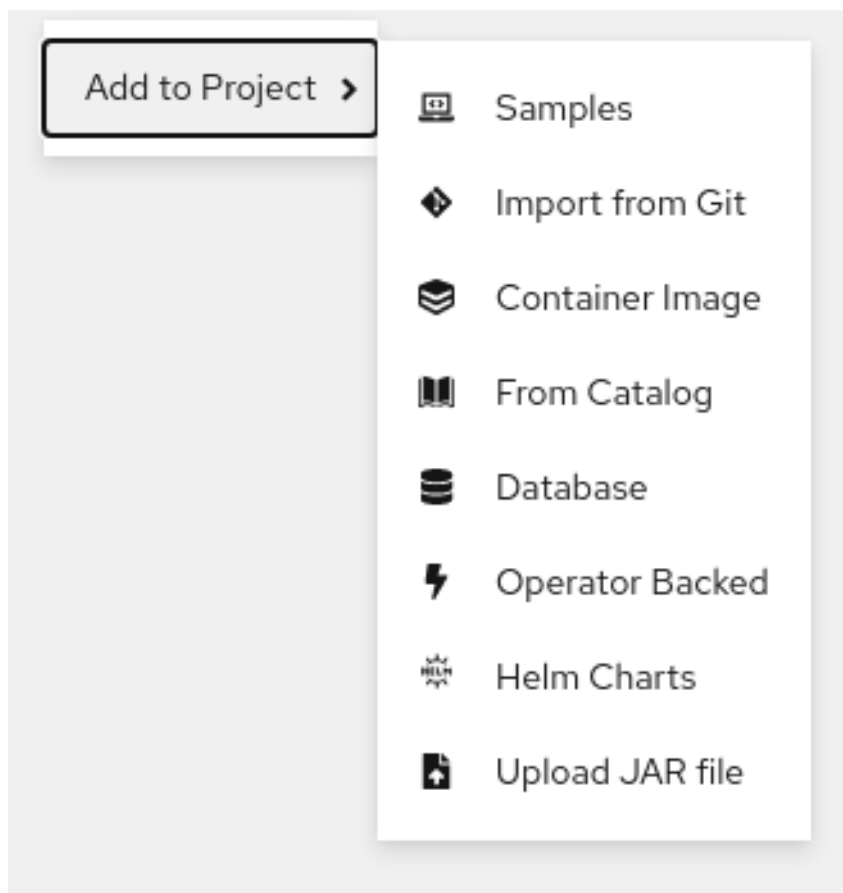 Add to Project
Samples
Import from Git
Container Image
From Catalog
Database
Operator Backed
HELM
Helm Charts
Upload JAR file